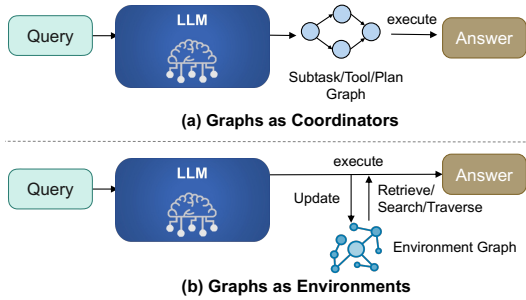 Query
LLM
execute
Answer
Subtask/Tool/Plan
Graph
(a) Graphs as Coordinators
Query
LLM
execute
Answer
Update
Retrieve/
Search/Traverse
Environment Graph
(b) Graphs as Environments